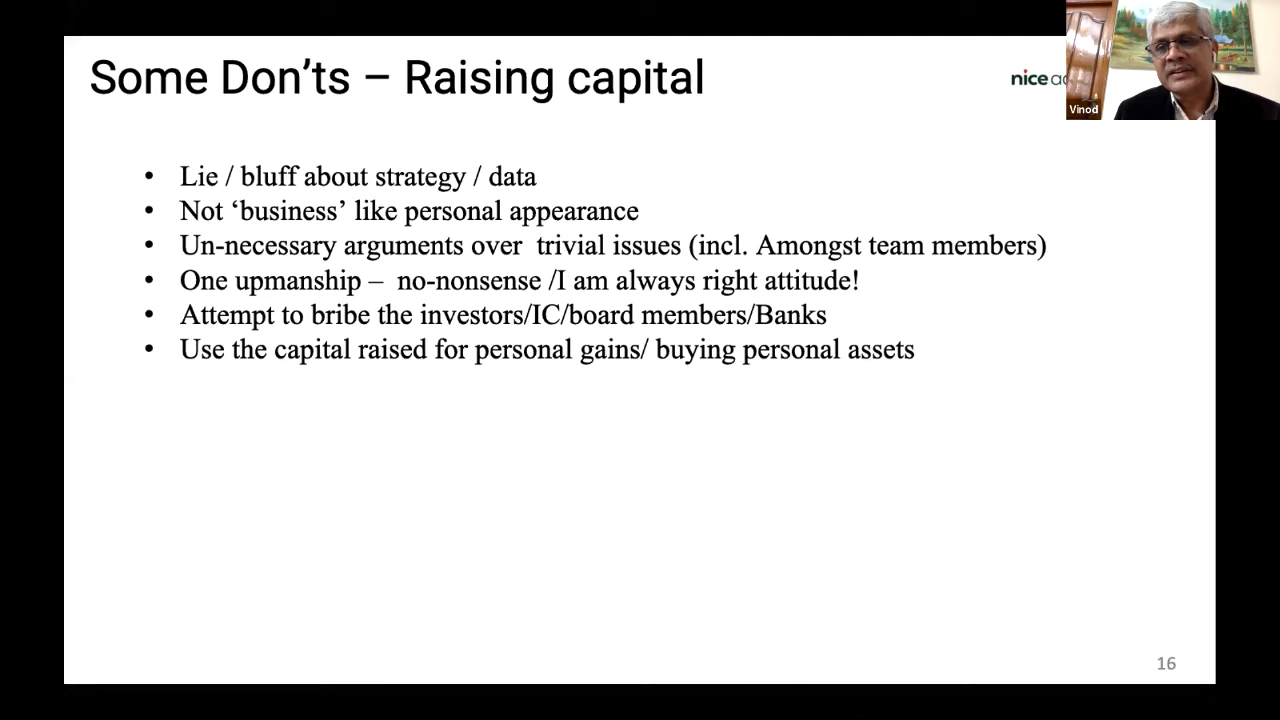 Some Don'ts – Raising capital
nice
Vinod
• Lie / bluff about strategy / data
• Not ‘business’ like personal appearance
• Un-necessary arguments over  trivial issues (incl. Amongst team members)
• One upmanship –  no-nonsense /I am always right attitude!
• Attempt to bribe the investors/IC/board members/Banks
• Use the capital raised for personal gains/ buying personal assets
16